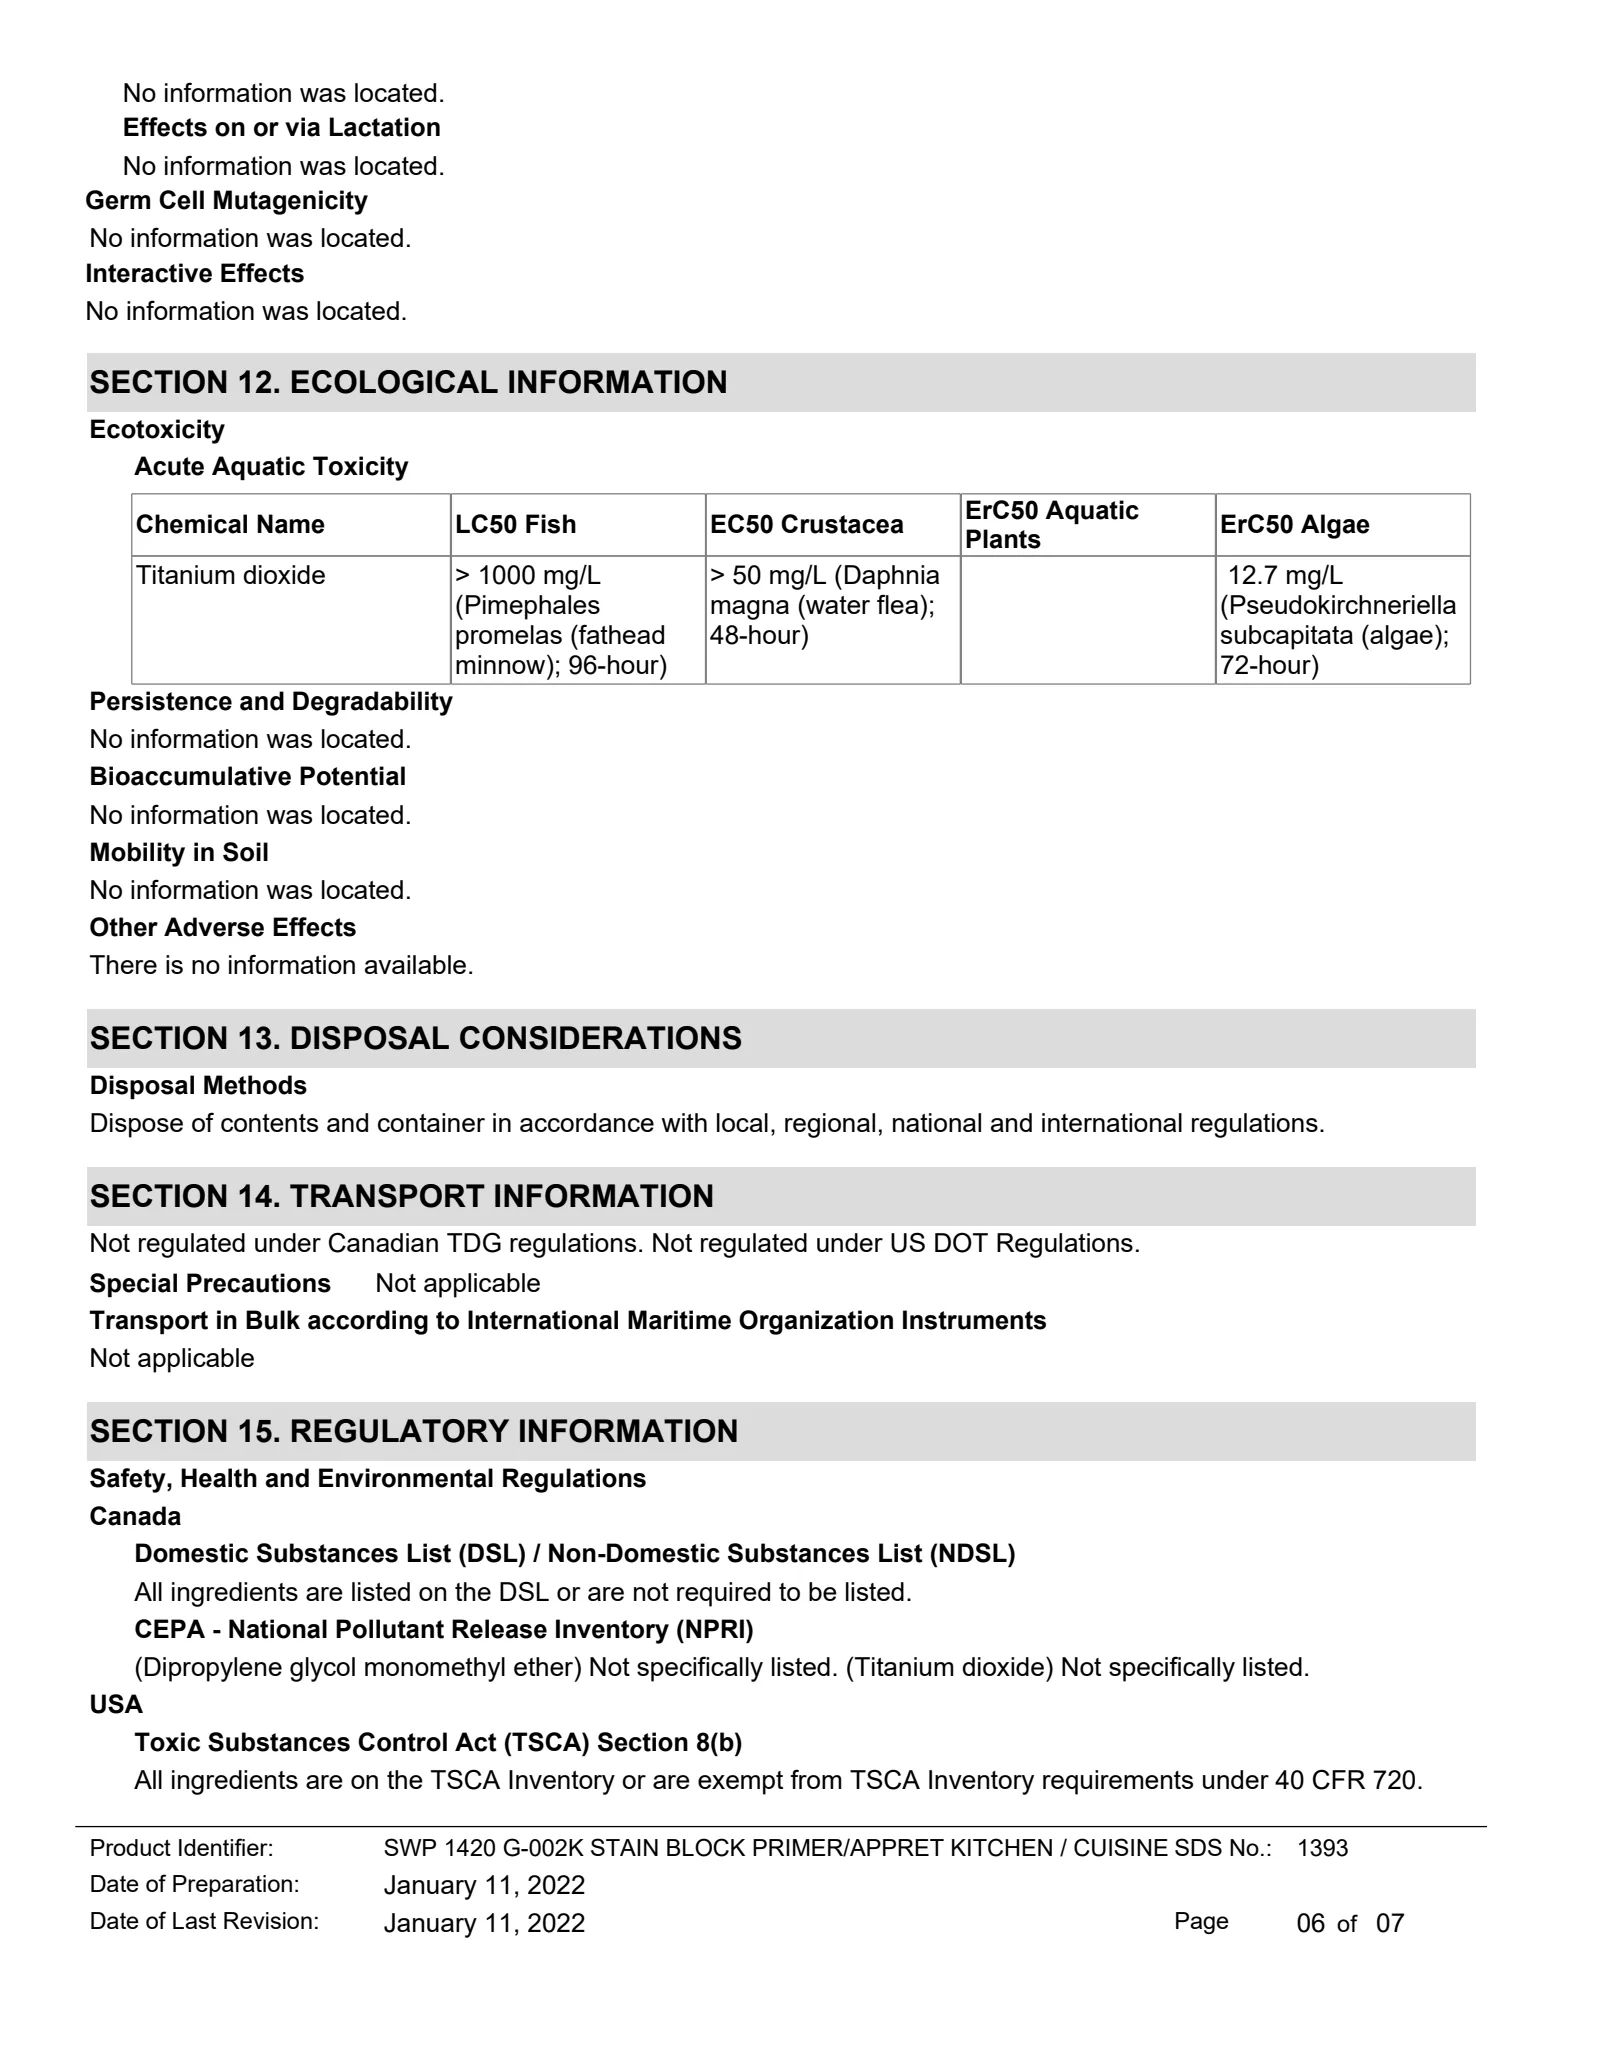 No information was located.
Effects on or via Lactation
No information was located.
Germ Cell Mutagenicity
No information was located.
Interactive Effects
No information was located.
SECTION 12. ECOLOGICAL INFORMATION
Ecotoxicity
Acute Aquatic Toxicity
Chemical Name LC50 Fish EC50 Crustacea ErC50 Aquatic Plants ErC50 Algae
Titanium dioxide > 1000 mg/L > 50 mg/L (Daphnia 12.7 mg/L
(Pimephales magna (water flea); (Pseudokirchneriella
promelas (fathead 48-hour) subcapitata (algae);
minnow); 96-hour) 72-hour)
Persistence and Degradability
No information was located.
Bioaccumulative Potential
No information was located.
Mobility in Soil
No information was located.
Other Adverse Effects
There is no information available.
SECTION 13. DISPOSAL CONSIDERATIONS
Disposal Methods
Dispose of contents and container in accordance with local, regional, national and international regulations.
SECTION 14. TRANSPORT INFORMATION
Not regulated under Canadian TDG regulations. Not regulated under US DOT Regulations.
Special Precautions Not applicable
Transport in Bulk according to International Maritime Organization Instruments
Not applicable
SECTION 15. REGULATORY INFORMATION
Safety, Health and Environmental Regulations
Canada
Domestic Substances List (DSL) / Non-Domestic Substances List (NDSL)
All ingredients are listed on the DSL or are not required to be listed.
CEPA - National Pollutant Release Inventory (NPRI)
(Dipropylene glycol monomethyl ether) Not specifically listed. (Titanium dioxide) Not specifically listed.
USA
Toxic Substances Control Act (TSCA) Section 8(b)
All ingredients are on the TSCA Inventory or are exempt from TSCA Inventory requirements under 40 CFR 720.
Product Identifier: SWP 1420 G-002K STAIN BLOCK PRIMER/APPRET KITCHEN / CUISINE SDS No.: 1393
Date of Preparation: January 11, 2022
Date of Last Revision: January 11, 2022 Page 06 of 07